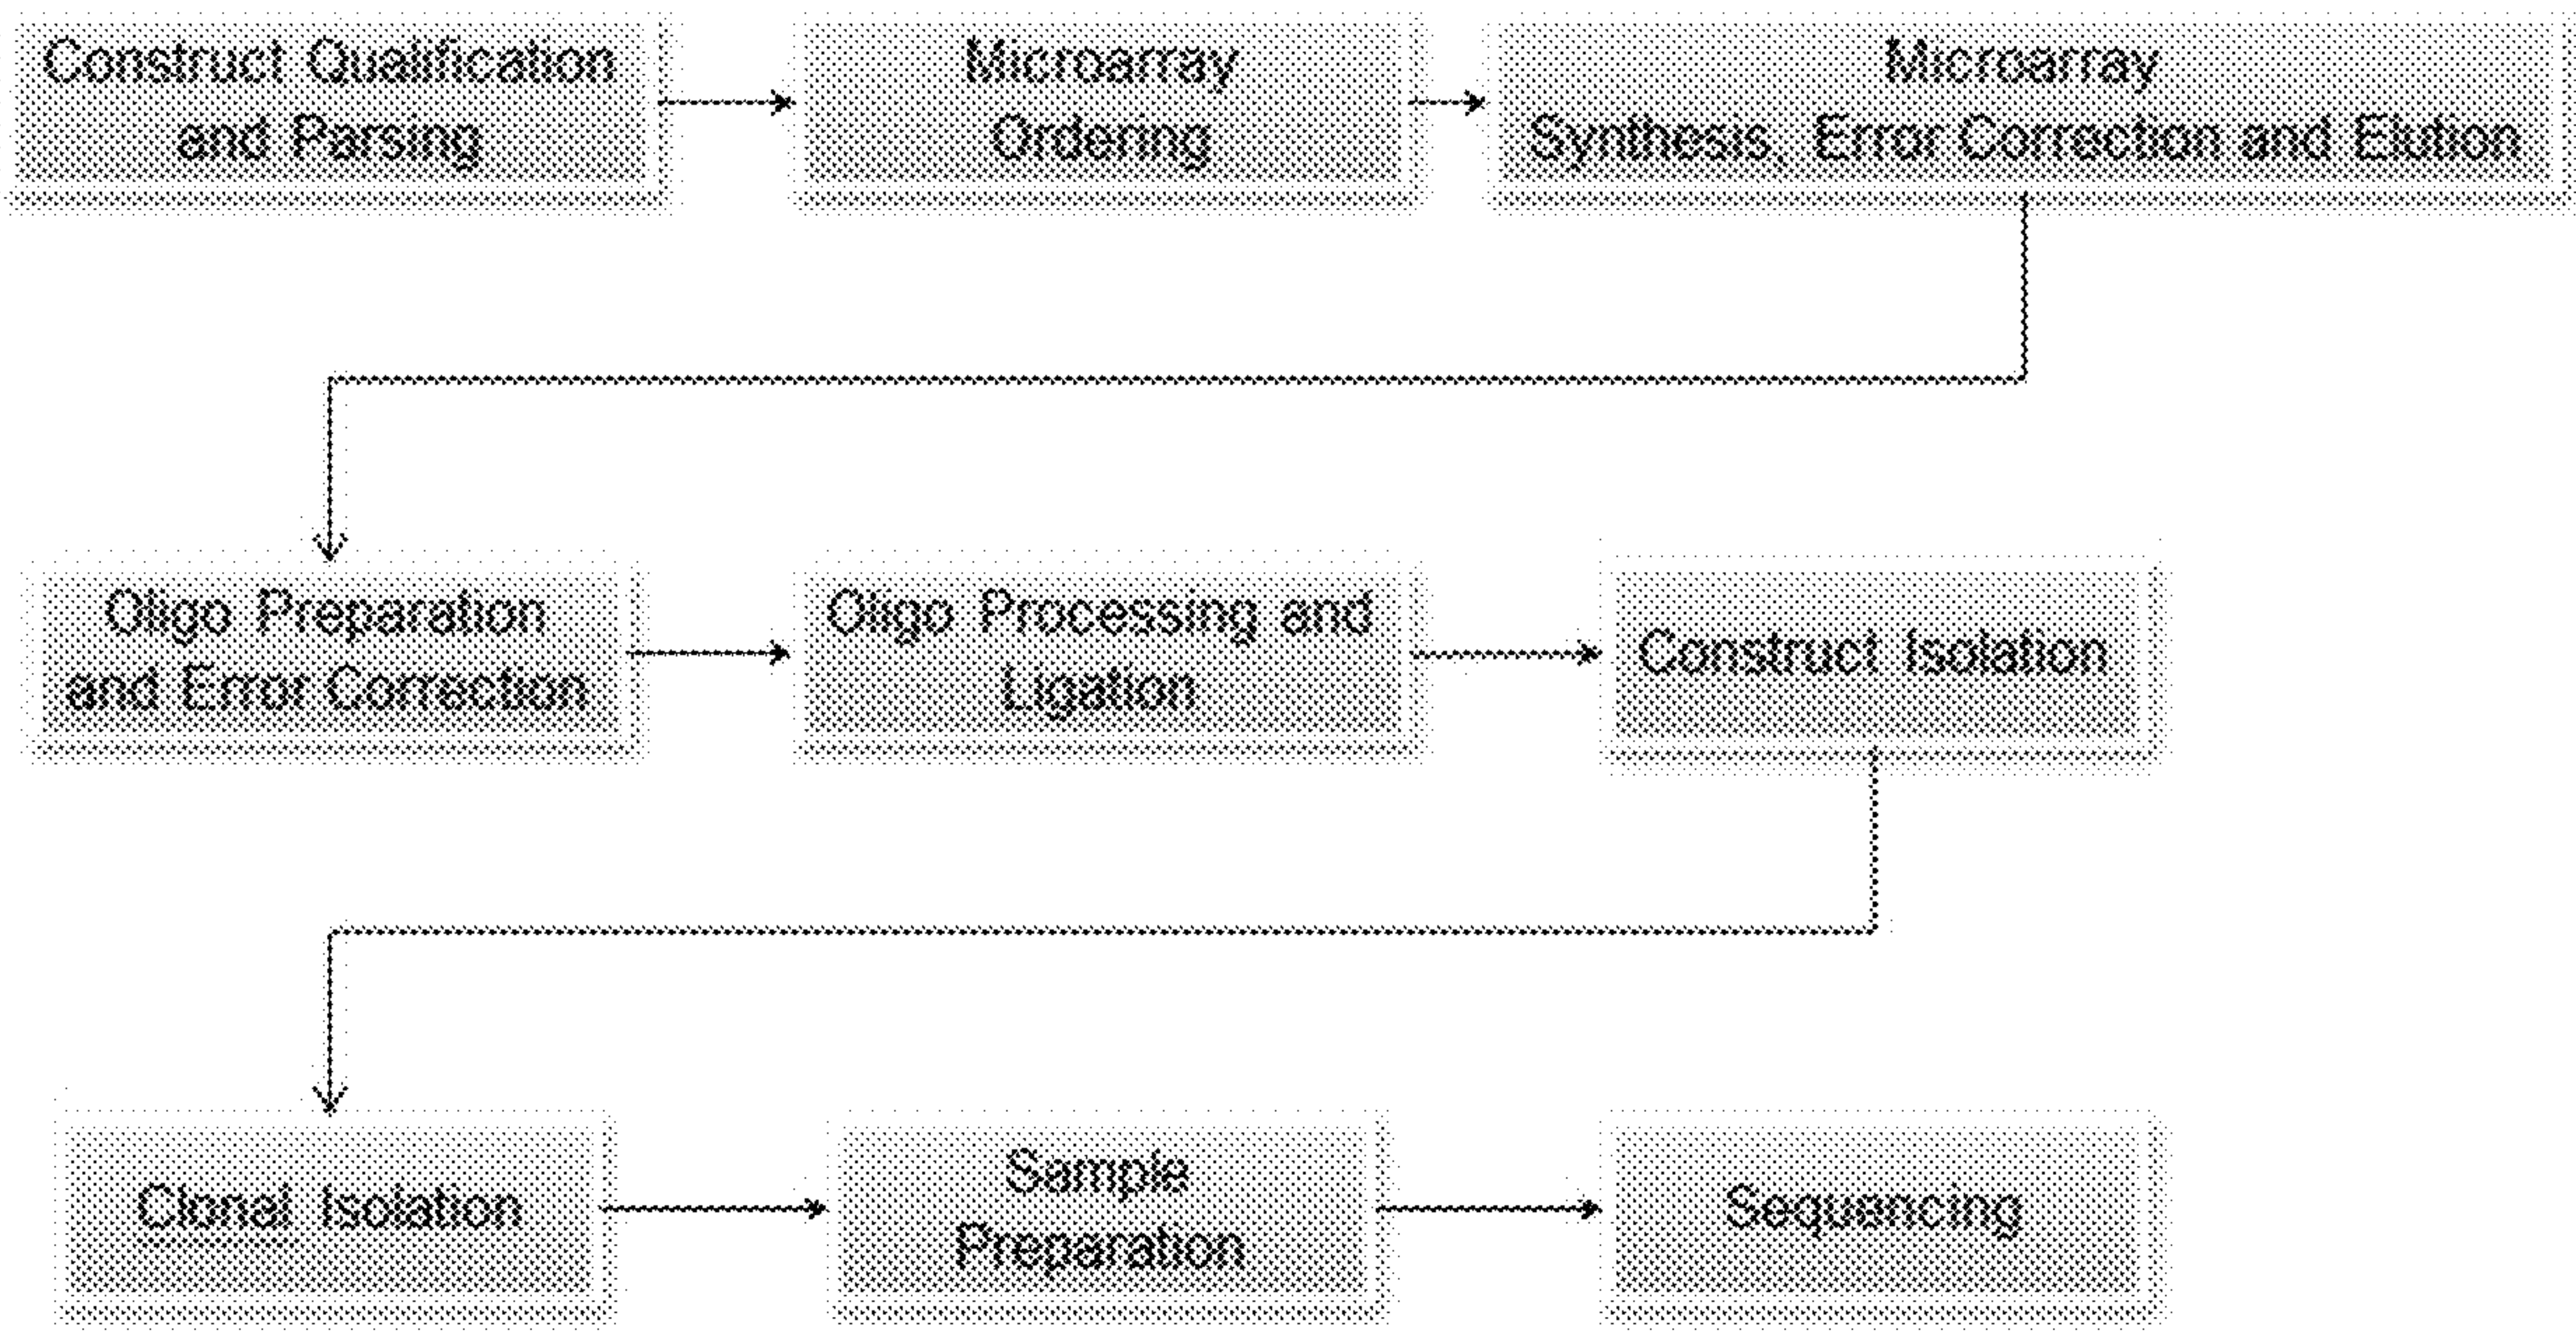 Construct Qualification
and Parsing
Microarray
Ordering
Microarray
Synthesis, Error Correction and Elution
Oligo Preparation
and Error Correction
Oligo Processing and
Ligation
Construct Isolation
Clonal Isolation
Sample
Preparation
Sequencing